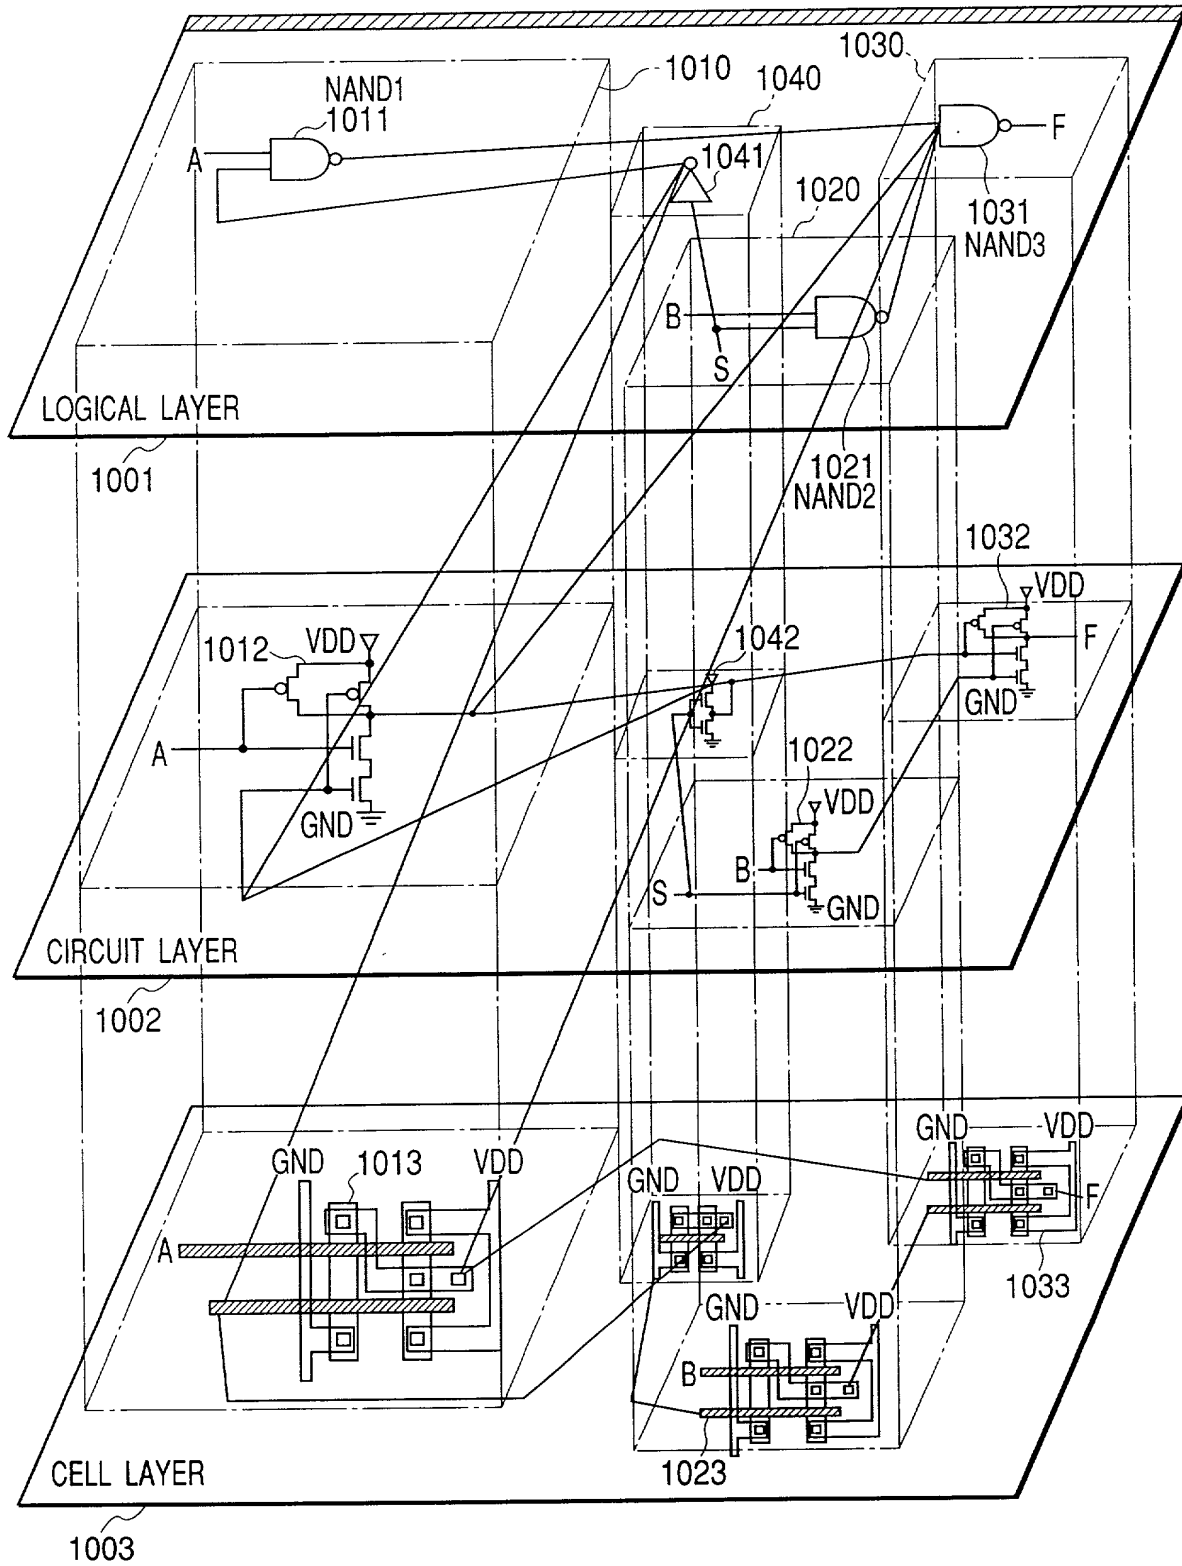 1030
1010
1040
NAND1
1011
A
1041
F
1020
1031
NAND3
B
S
LOGICAL LAYER
1021
NAND2
1001
1032
VDD
1012
VDD
1042
F
GND
A
1022
VDD
GND
B
S
GND
CIRCUIT LAYER
1002
GND
VDD
GND
1013
VDD
GND
VDD
F
A
1033
GND
VDD
B
1023
CELL LAYER
1003